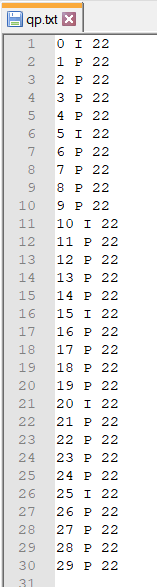 qp.txt
1 0 I 22
2 1 P 22
3 2 P 22
4 3 P 22
5 4 P 22
6 5 I 22
7 6 P 22
8 7 P 22
9 8 P 22
10 9 P 22
11 10 I 22
12 11 P 22
13 12 P 22
14 13 P 22
15 14 P 22
16 15 I 22
17 16 P 22
18 17 P 22
19 18 P 22
20 19 P 22
21 20 I 22
22 21 P 22
23 22 P 22
24 23 P 22
25 24 P 22
26 25 I 22
27 26 P 22
28 27 P 22
29 28 P 22
30 29 P 22
31